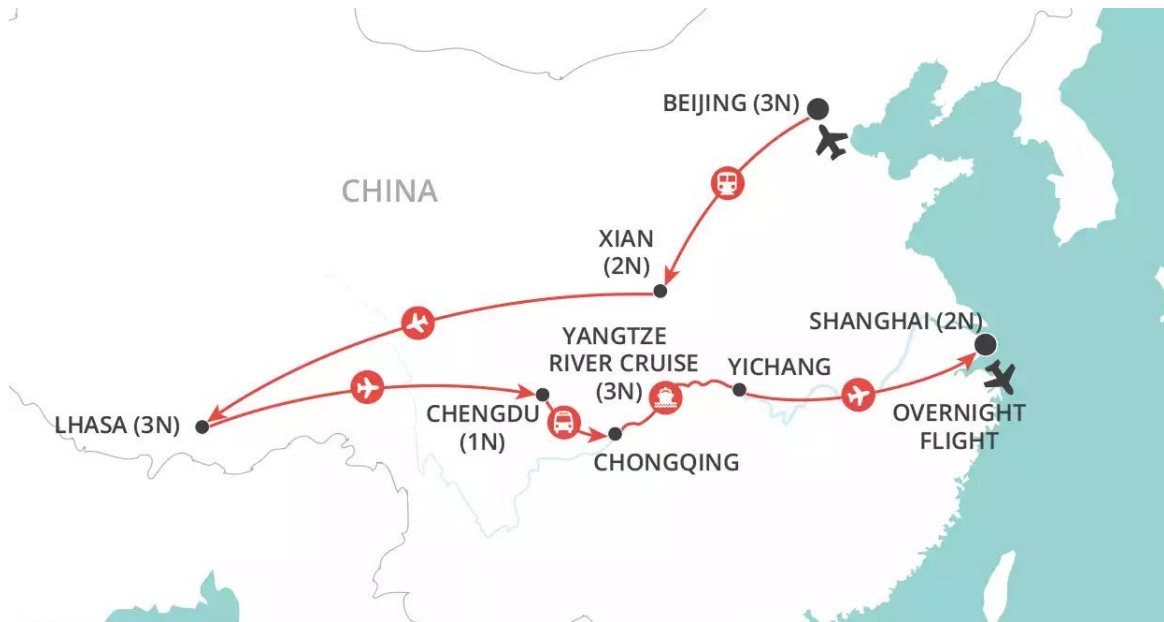 BEIJING (3N)
CHINA
XIAN
(2N)
SHANGHAI (2N)
YANGTZE
RIVER CRUISE
(3N)
YICHANG
LHASA (3N)
CHENGDU
(1N)
OVERNIGHT
FLIGHT
CHONGQING